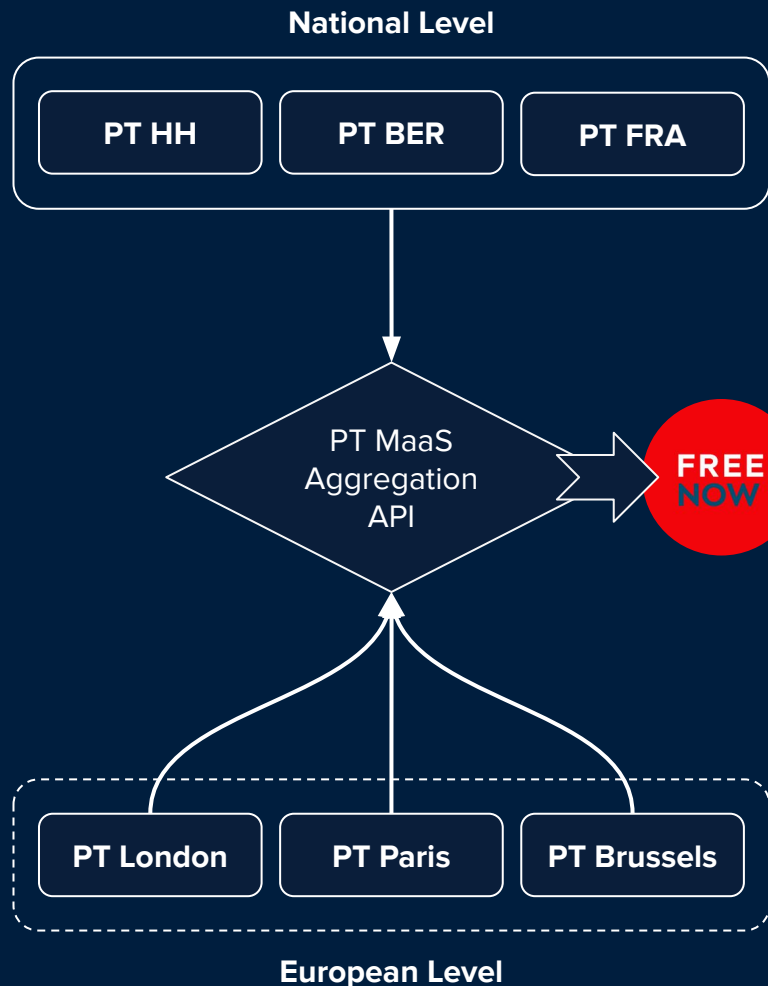 National Level
PT HH
PT BER
PT FRA
PT MaaS
Aggregation
API
FREE
NOW
PT London
PT Paris
PT Brussels
European Level